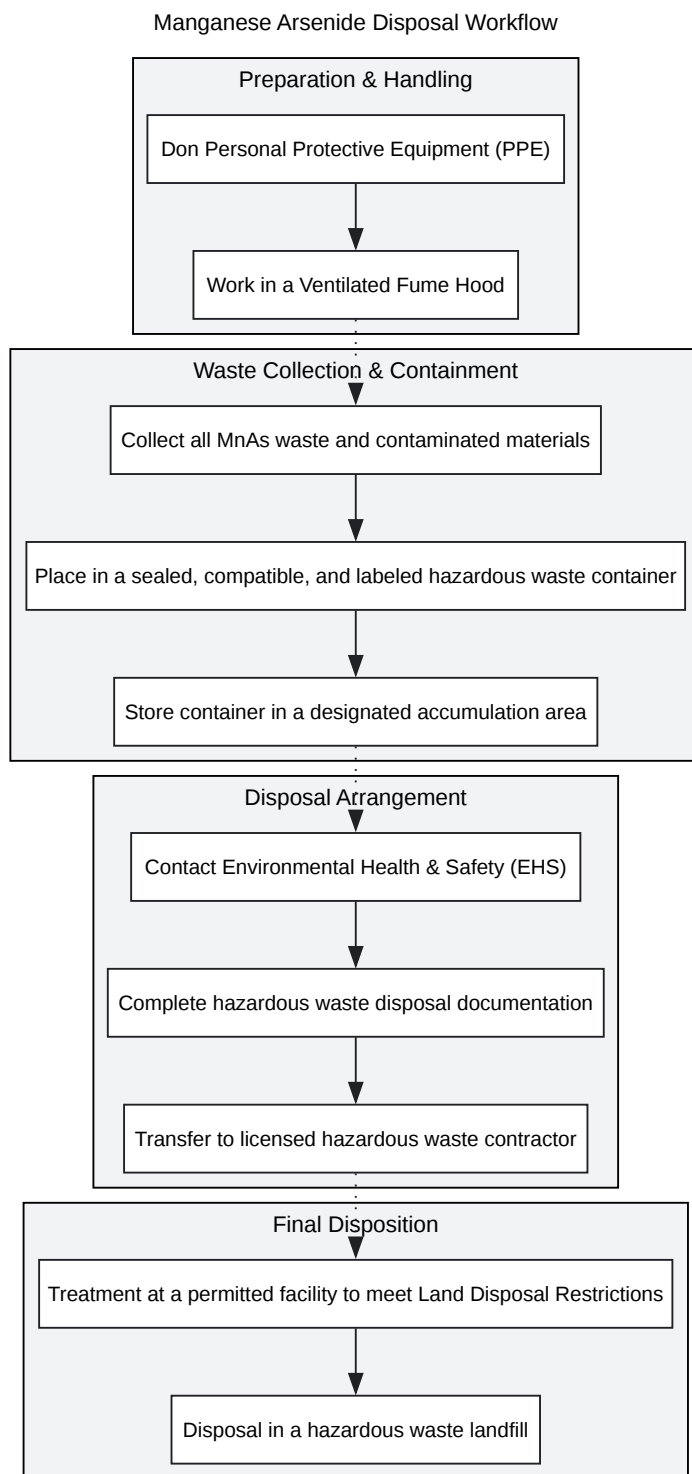 Manganese Arsenide Disposal Workflow
Preparation & Handling
Don Personal Protective Equipment (PPE)
Work in a Ventilated Fume Hood
Waste Collection & Containment
Collect all MnAs waste and contaminated materials
Place in a sealed, compatible, and labeled hazardous waste container
Store container in a designated accumulation area
Disposal Arrangement
Contact Environmental Health & Safety (EHS)
Complete hazardous waste disposal documentation
Transfer to licensed hazardous waste contractor
Final Disposition
Treatment at a permitted facility to meet Land Disposal Restrictions
Disposal in a hazardous waste landfill